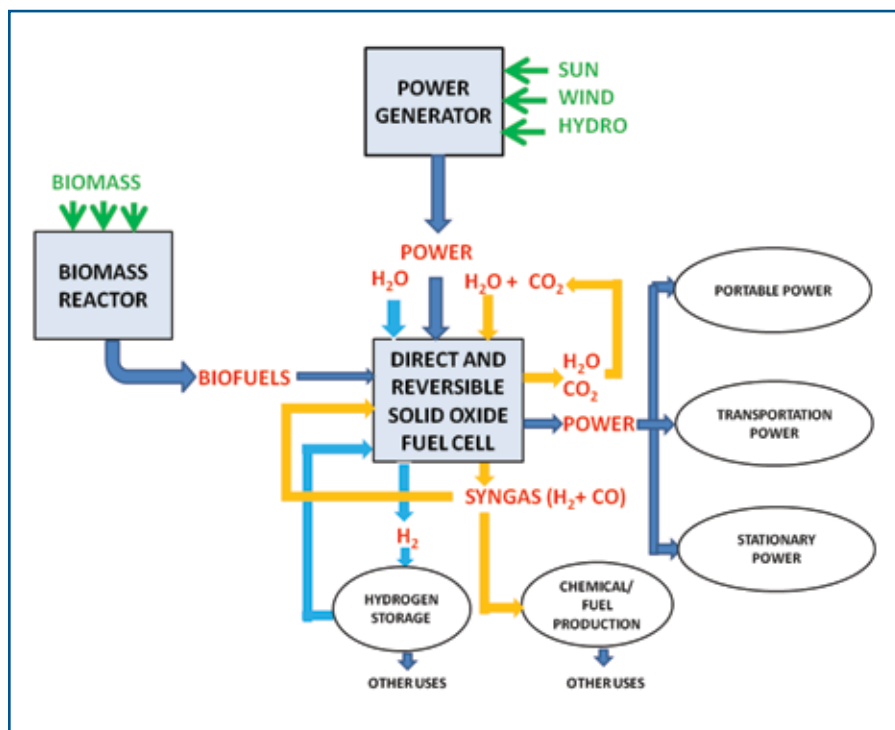 POWER
GENERATOR
SUN
WIND
HYDRO
BIOMASS
BIOMASS
REACTOR
POWER
H₂O
H₂O + CO₂
PORTABLE POWER
BIOFUELS
DIRECT AND
REVERSIBLE
SOLID OXIDE
FUEL CELL
H₂O
CO₂
POWER
TRANSPORTATION
POWER
SYNGAS (H₂+ CO)
H₂
STATIONARY
POWER
HYDROGEN
STORAGE
CHEMICAL/
FUEL
PRODUCTION
OTHER USES
OTHER USES